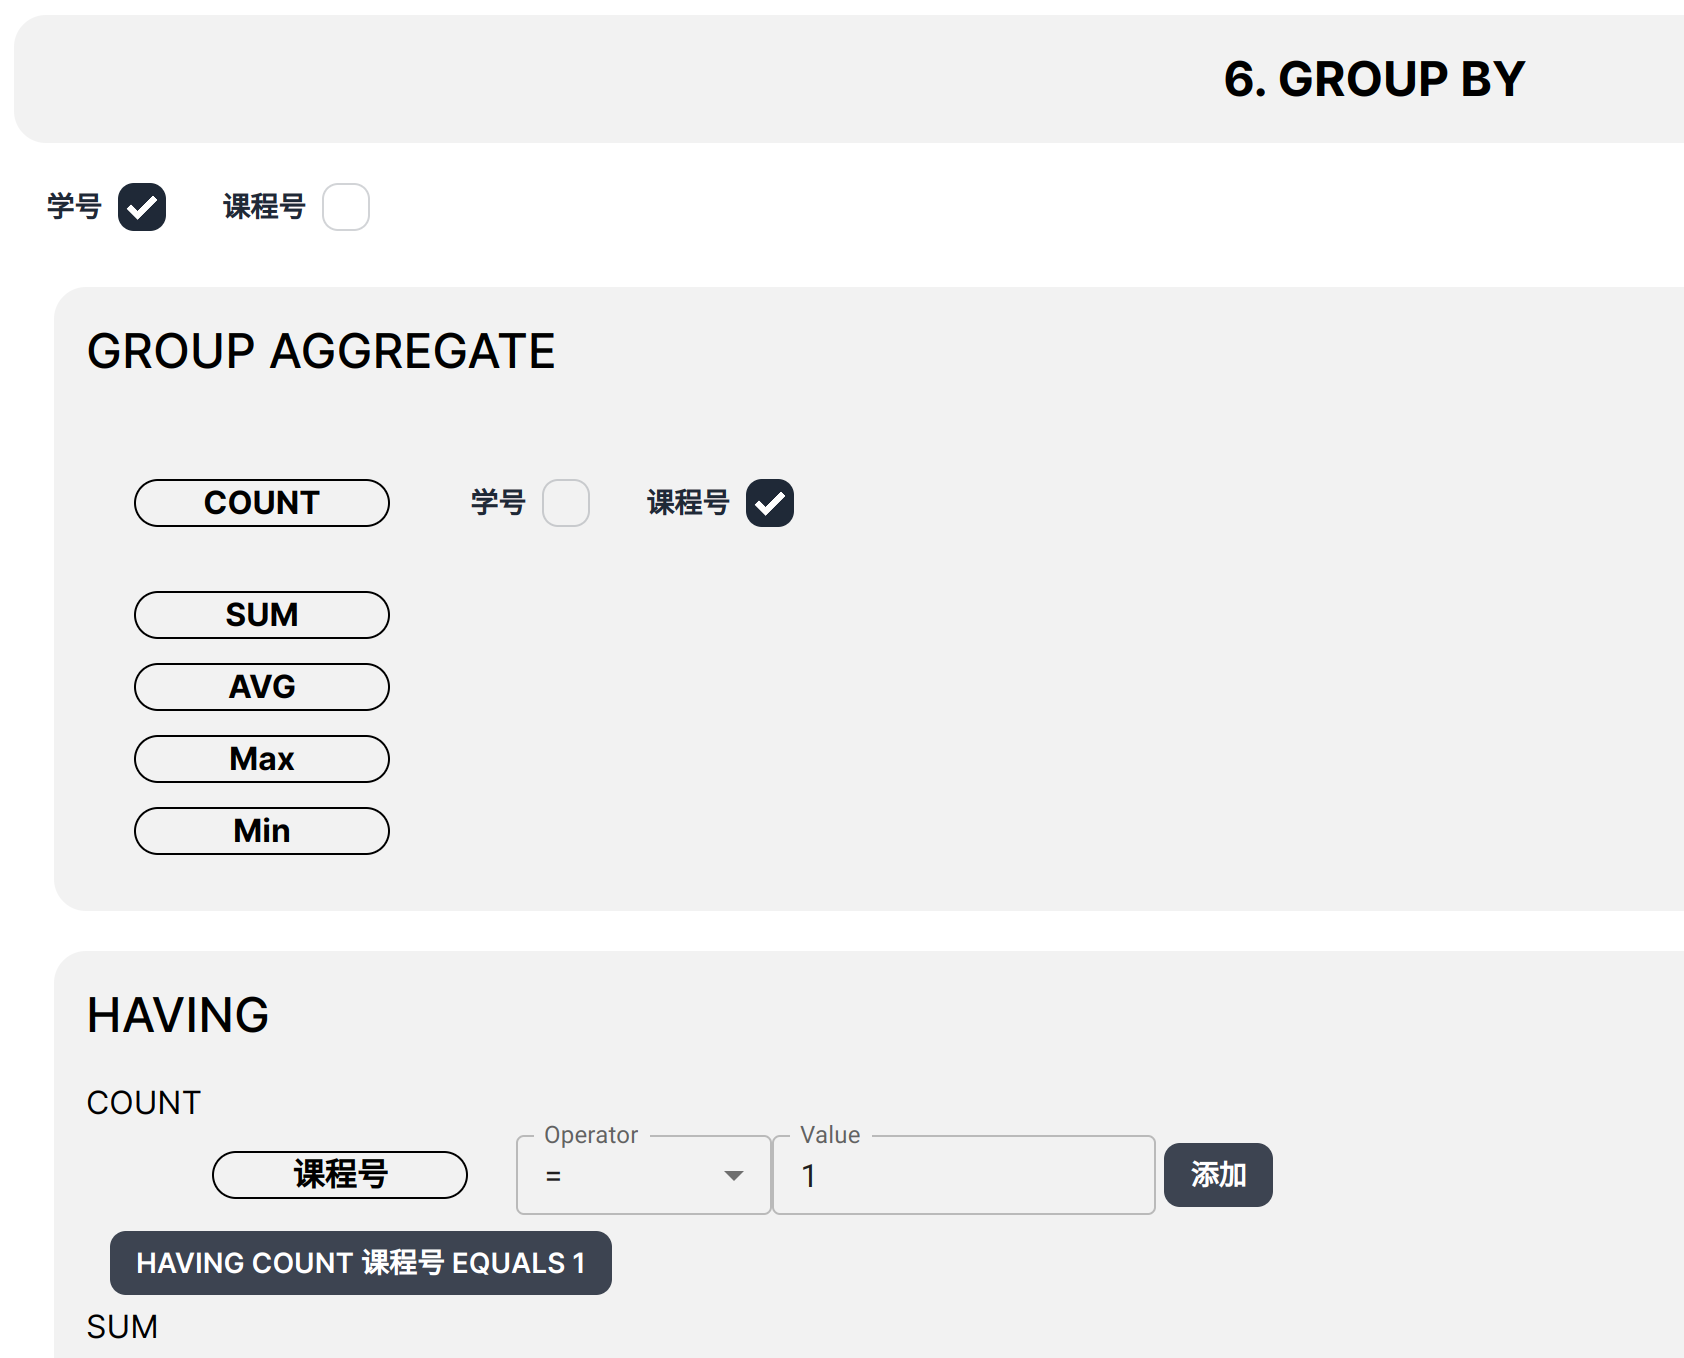 6. GROUP BY
学号 课程号
GROUP AGGREGATE
COUNT 学号 课程号
SUM
AVG
Max
Min
HAVING
COUNT
Operator Value
课程号 = 1 添加
HAVING COUNT 课程号 EQUALS 1
SUM